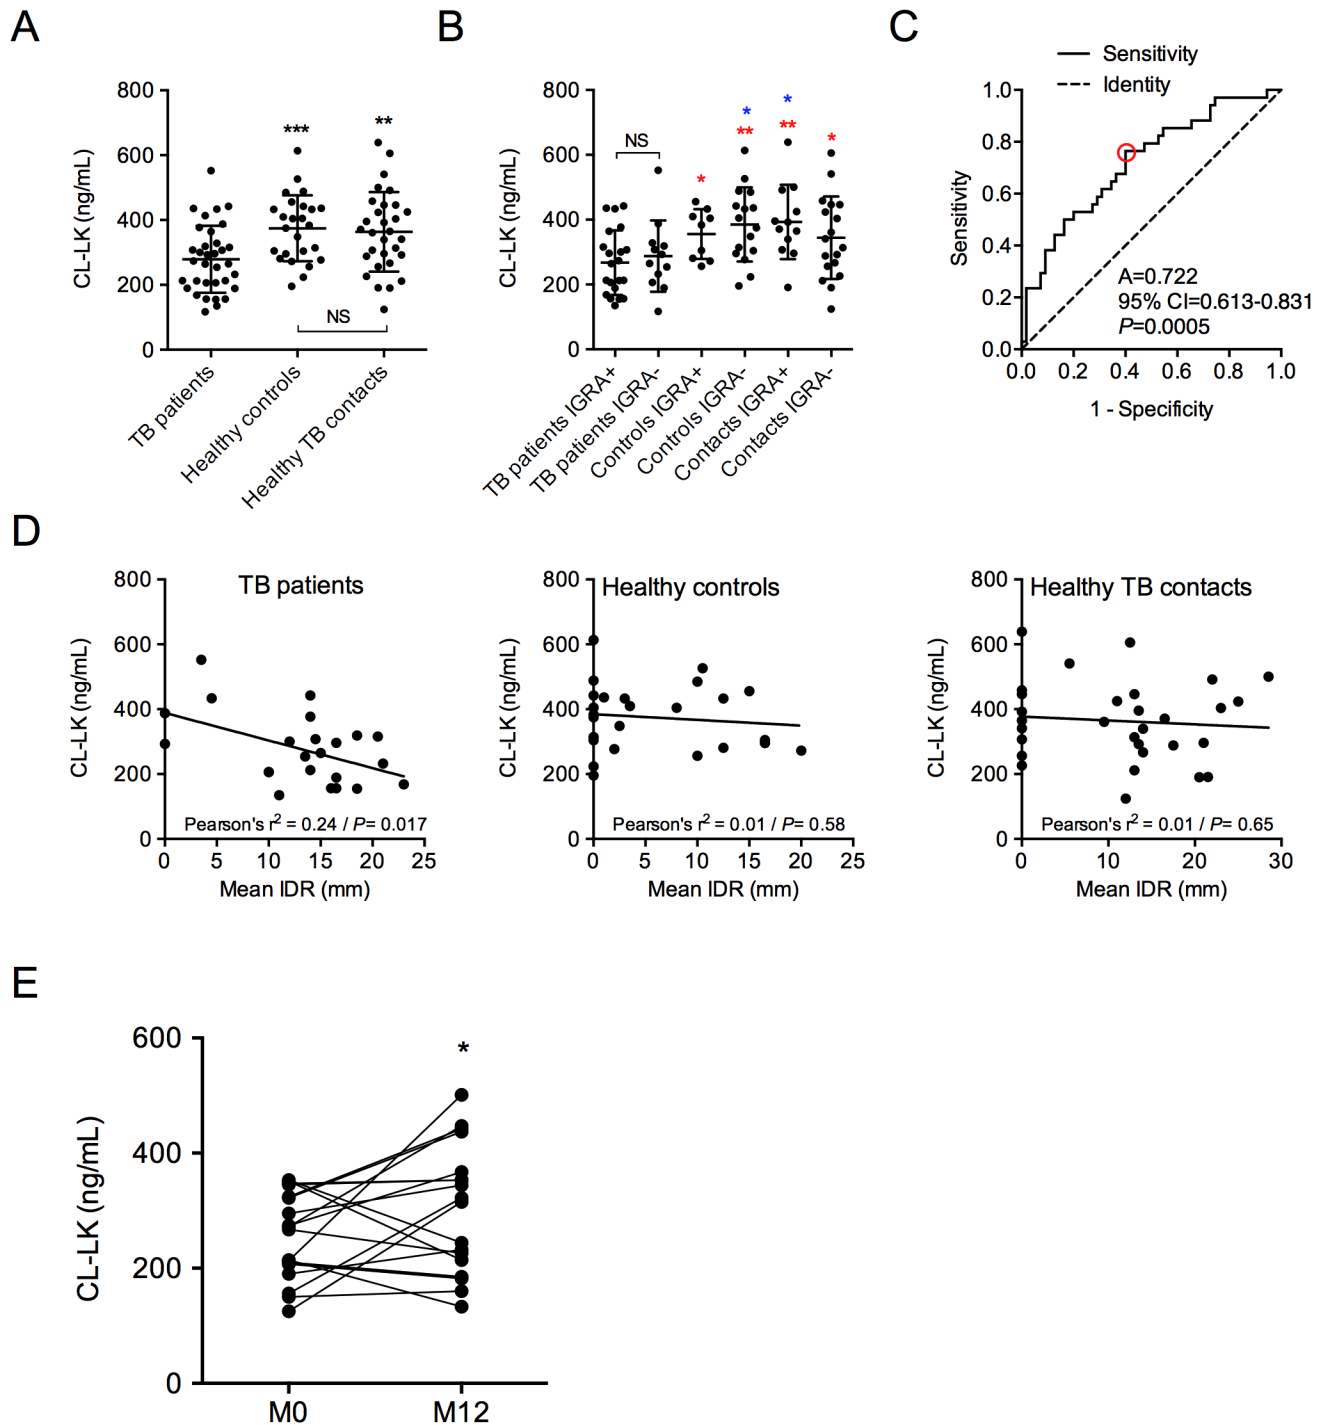 A
CL-LK (ng/mL)
800
600
400
200
0
***
**
NS
TB patients
Healthy controls
Healthy TB contacts
B
CL-LK (ng/mL)
800
600
400
200
0
NS
*
*
**
*
**
*
TB patients IGRA+
TB patients IGRA-
Controls IGRA+
Controls IGRA-
Contacts IGRA+
Contacts IGRA-
C
Sensitivity
Identity
Sensitivity
1.0
0.8
0.6
0.4
0.2
0.0
A=0.722
95% CI=0.613-0.831
P=0.0005
0.0 0.2 0.4 0.6 0.8 1.0
1 - Specificity
D
TB patients
CL-LK (ng/mL)
800
600
400
200
0
Pearson's r2 = 0.24 / P= 0.017
0 5 10 15 20 25
Mean IDR (mm)
Healthy controls
CL-LK (ng/mL)
800
600
400
200
0
Pearson's r2 = 0.01 / P= 0.58
0 5 10 15 20 25
Mean IDR (mm)
Healthy TB contacts
CL-LK (ng/mL)
800
600
400
200
0
Pearson's r2 = 0.01 / P= 0.65
0 10 20 30
Mean IDR (mm)
E
CL-LK (ng/mL)
600
400
200
0
*
M0 M12